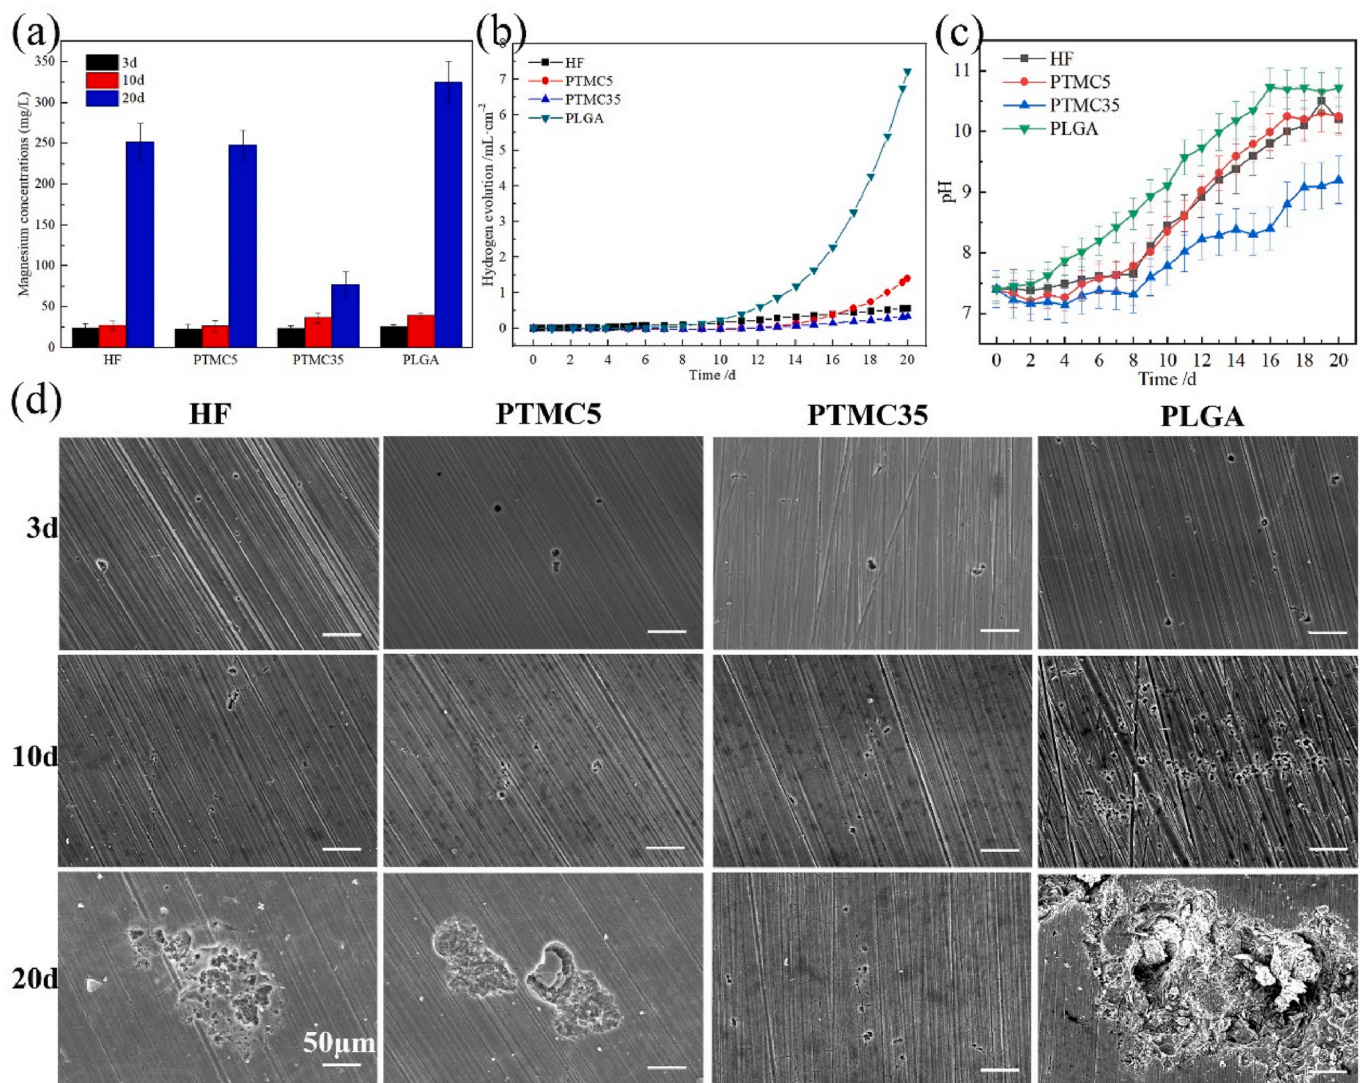 (a)
3d
10d
20d
Magnesium concentrations (mg/L)
350
300
250
200
150
100
75
50
25
0
HF PTMC5 PTMC35 PLGA
(b)
HF
PTMC5
PTMC35
PLGA
Hydrogen evolution /mL·cm⁻²
8
7
6
5
4
3
2
1
0
0 2 4 6 8 10 12 14 16 18 20
Time /d
(c)
HF
PTMC5
PTMC35
PLGA
pH
11
10
9
8
7
0 2 4 6 8 10 12 14 16 18 20
Time /d
(d)
HF PTMC5 PTMC35 PLGA
3d
10d
20d
50μm